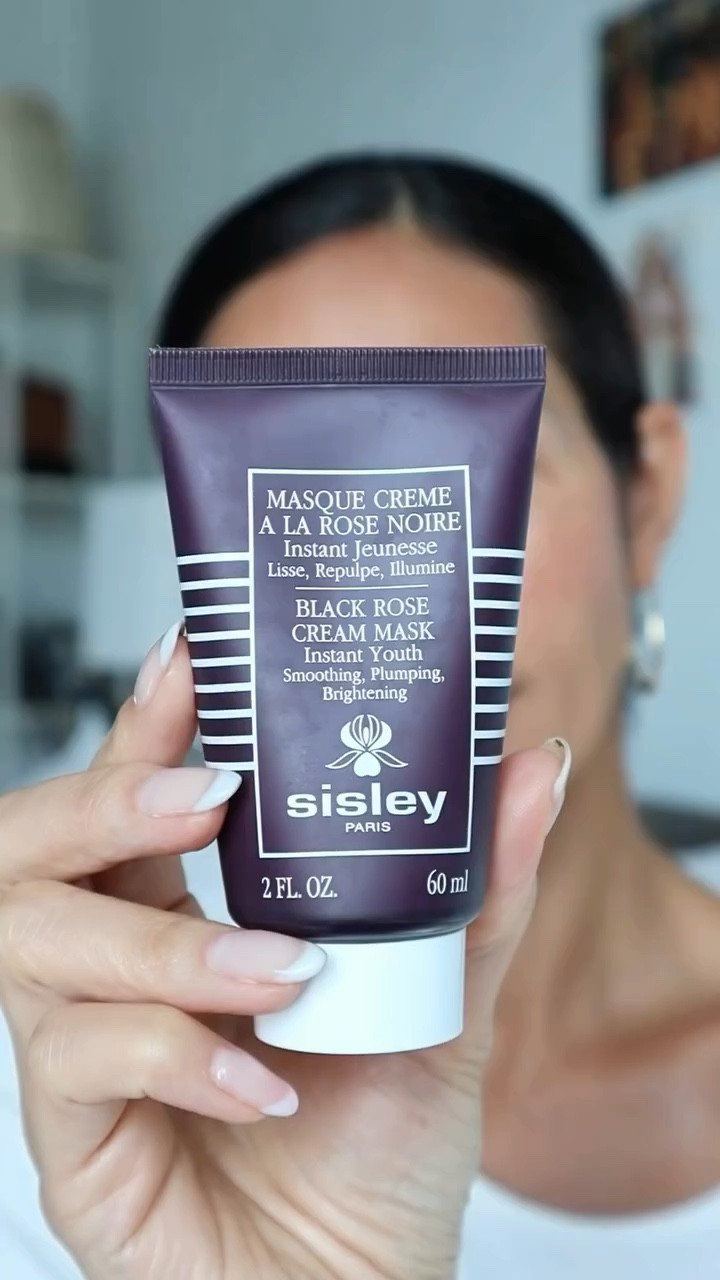 MASQUE CREME
A LA ROSE NOIRE
Instant Jeunesse
Lisse, Repulpe, Illumine
BLACK ROSE
CREAM MASK
Instant Youth
Smoothing, Plumping,
Brightening
sisley
PARIS
2 FL. OZ. 60 ml